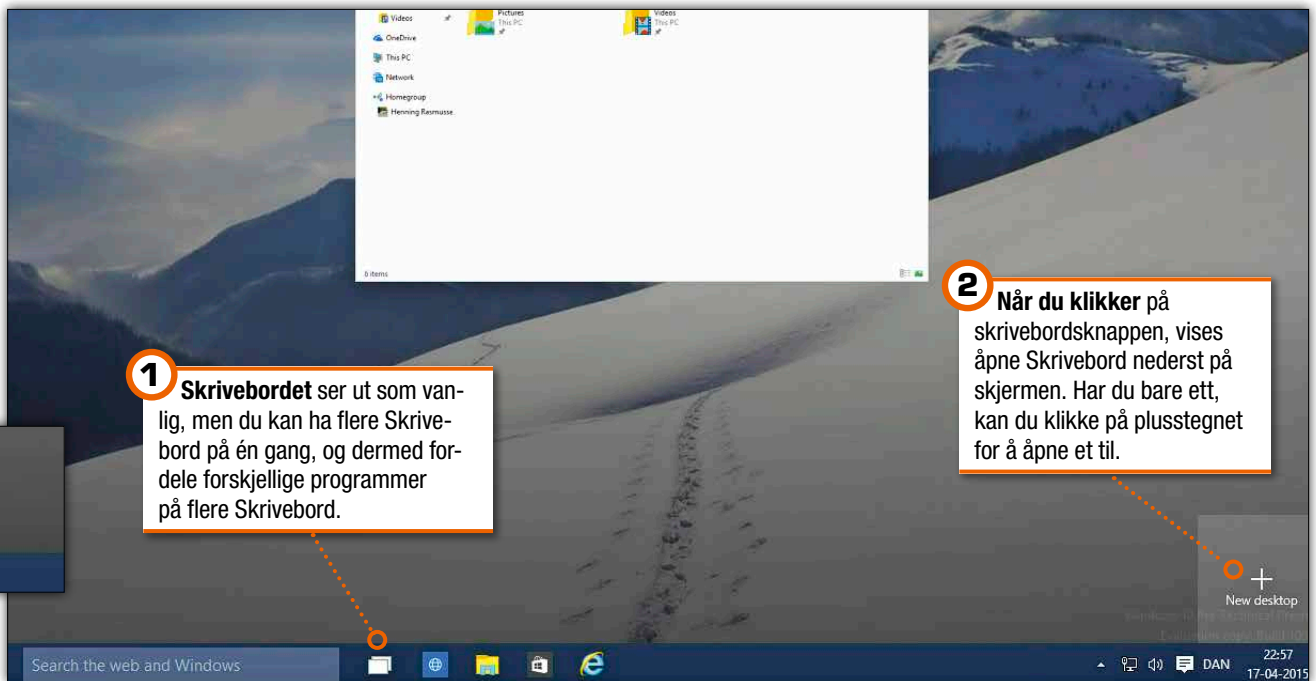 Videos
Pictures
This PC
Videos
This PC
OneDrive
This PC
Network
Homegroup
Henning Rasmusse
6 items
1
Skrivebordet ser ut som van-
lig, men du kan ha flere Skrive-
bord på én gang, og dermed for-
dele forskjellige programmer
på flere Skrivebord.
2
Når du klikker på
skrivebordsknappen, vises
åpne Skrivebord nederst på
skjermen. Har du bare ett,
kan du klikke på plusstegnet
for å åpne et til.
New desktop
Search the web and Windows
DAN
22:57
17-04-2015